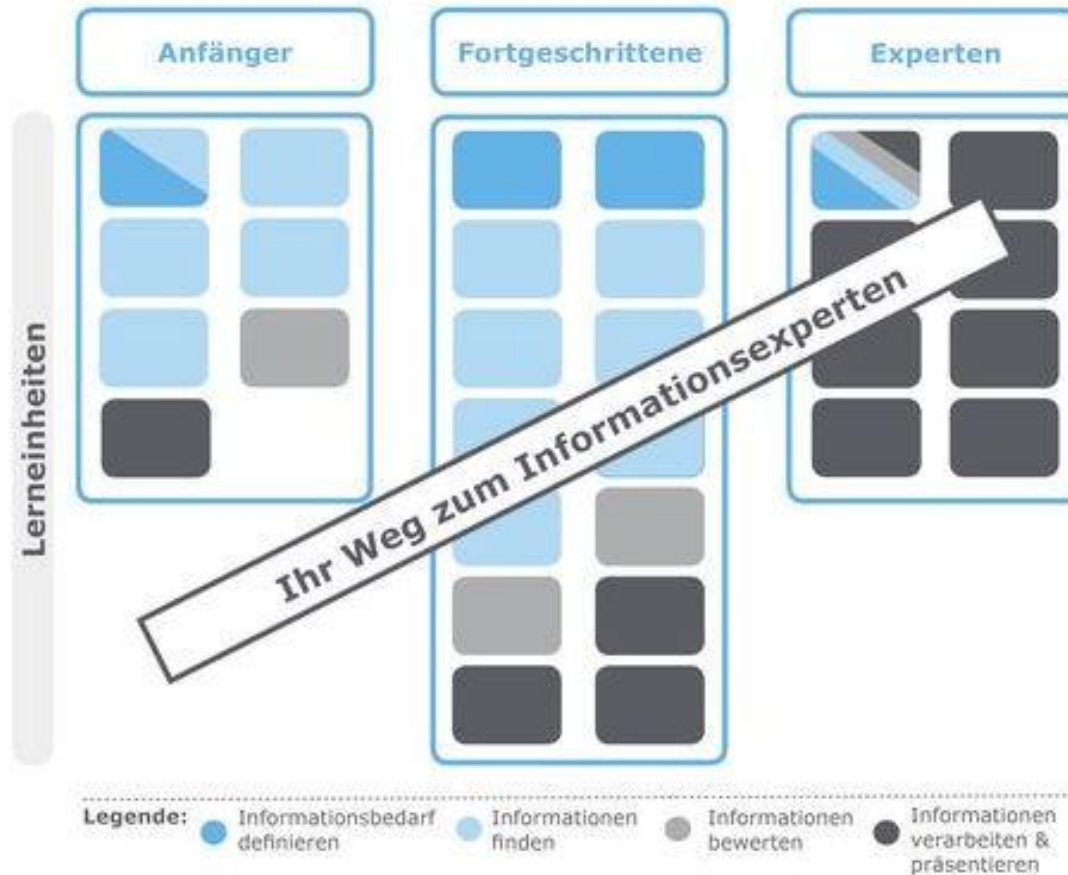 Anfänger
Fortgeschrittene
Experten
Lerneinheiten
Ihr Weg zum Informationsexperten
Legende:
Informationsbedarf
definieren
Informationen
finden
Informationen
bewerten
Informationen
verarbeiten &
präsentieren